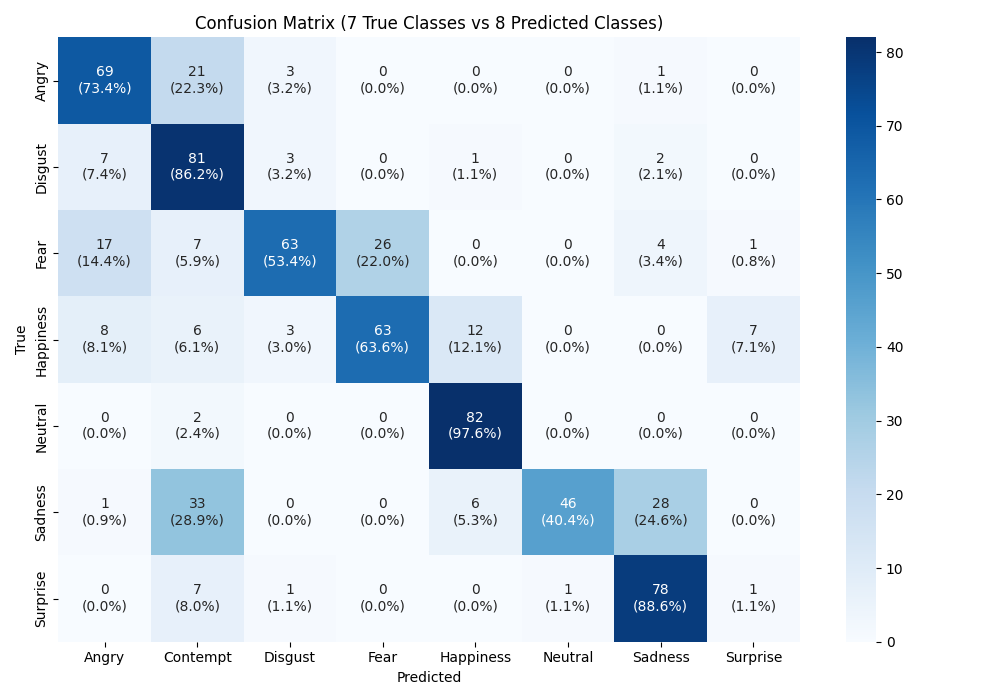 Confusion Matrix (7 True Classes vs 8 Predicted Classes)
True
Angry
69 21 3 0 0 0 1 0
(73.4%) (22.3%) (3.2%) (0.0%) (0.0%) (0.0%) (1.1%) (0.0%)
Disgust
7 81 3 0 1 0 2 0
(7.4%) (86.2%) (3.2%) (0.0%) (1.1%) (0.0%) (2.1%) (0.0%)
Fear
17 7 63 26 0 0 4 1
(14.4%) (5.9%) (53.4%) (22.0%) (0.0%) (0.0%) (3.4%) (0.8%)
Happiness
8 6 3 63 12 0 0 7
(8.1%) (6.1%) (3.0%) (63.6%) (12.1%) (0.0%) (0.0%) (7.1%)
Neutral
0 2 0 0 82 0 0 0
(0.0%) (2.4%) (0.0%) (0.0%) (97.6%) (0.0%) (0.0%) (0.0%)
Sadness
1 33 0 0 6 46 28 0
(0.9%) (28.9%) (0.0%) (0.0%) (5.3%) (40.4%) (24.6%) (0.0%)
Surprise
0 7 1 0 0 1 78 1
(0.0%) (8.0%) (1.1%) (0.0%) (0.0%) (1.1%) (88.6%) (1.1%)
Angry Contempt Disgust Fear Happiness Neutral Sadness Surprise
Predicted
80
70
60
50
40
30
20
10
0